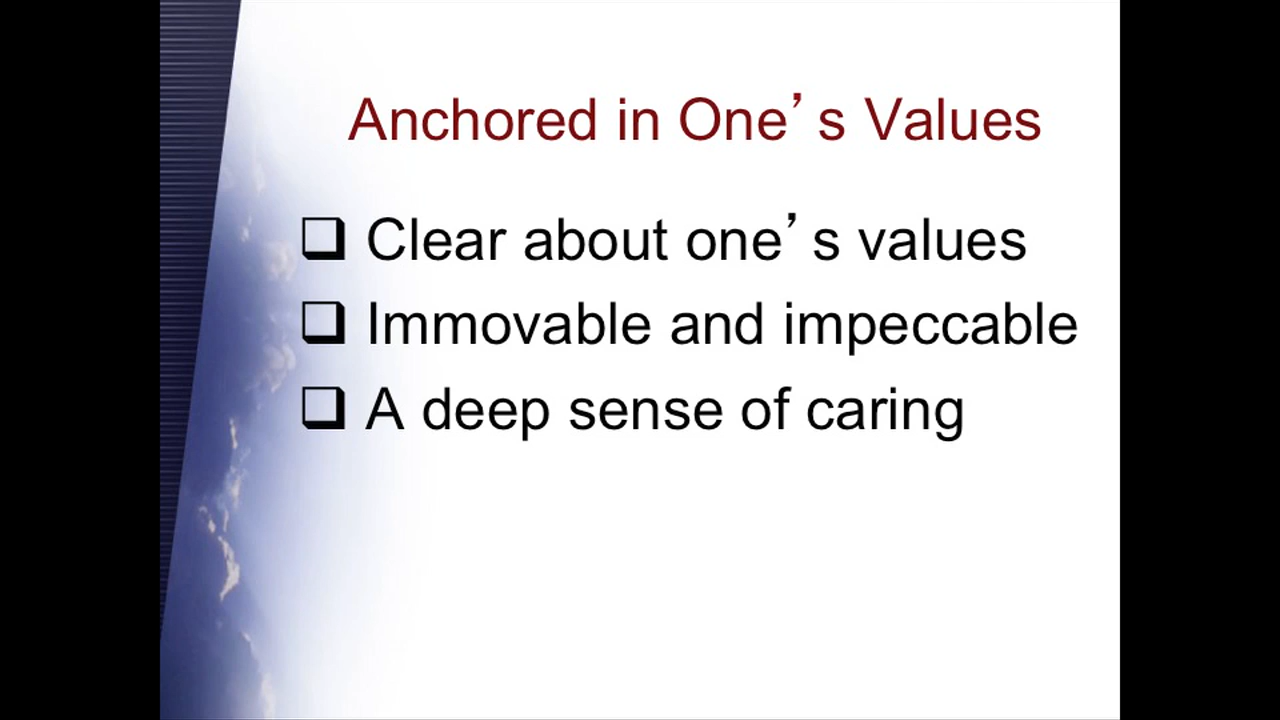 Anchored in One’s Values
❑ Clear about one’s values
❑ Immovable and impeccable
❑ A deep sense of caring